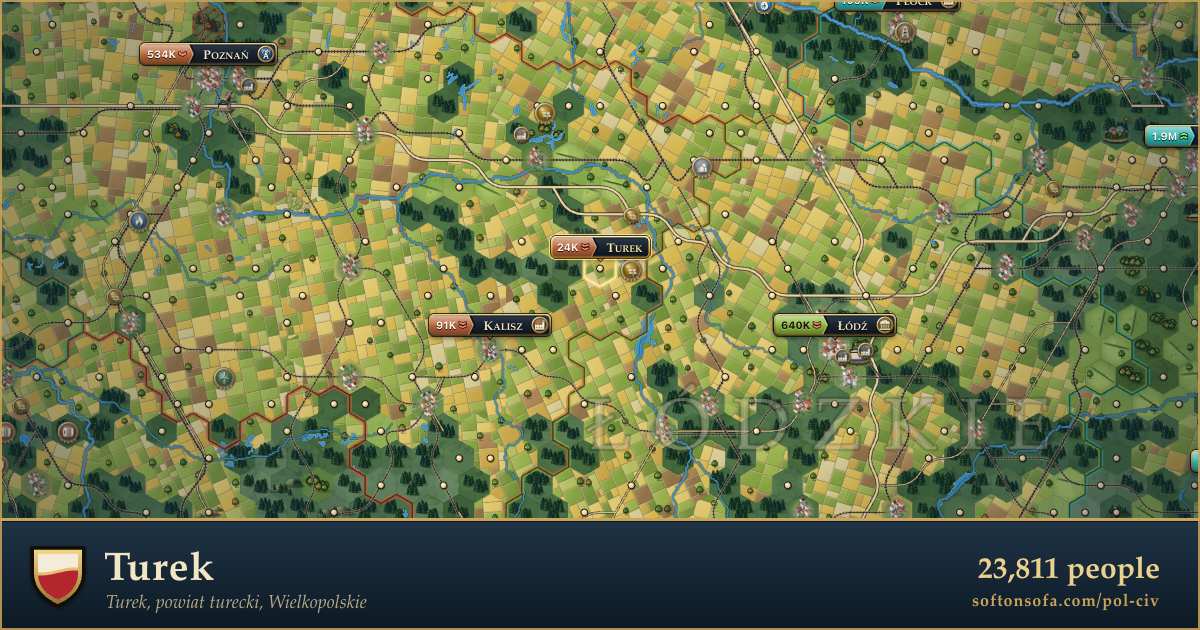 534K
POZNAŃ
PŁOCK
1.9M
24K
TUREK
91K
KALISZ
640K
ŁÓDŹ
ŁÓDZKIE
Turek
Turek, powiat turecki, Wielkopolskie
23,811 people
softonsofa.com/pol-civ